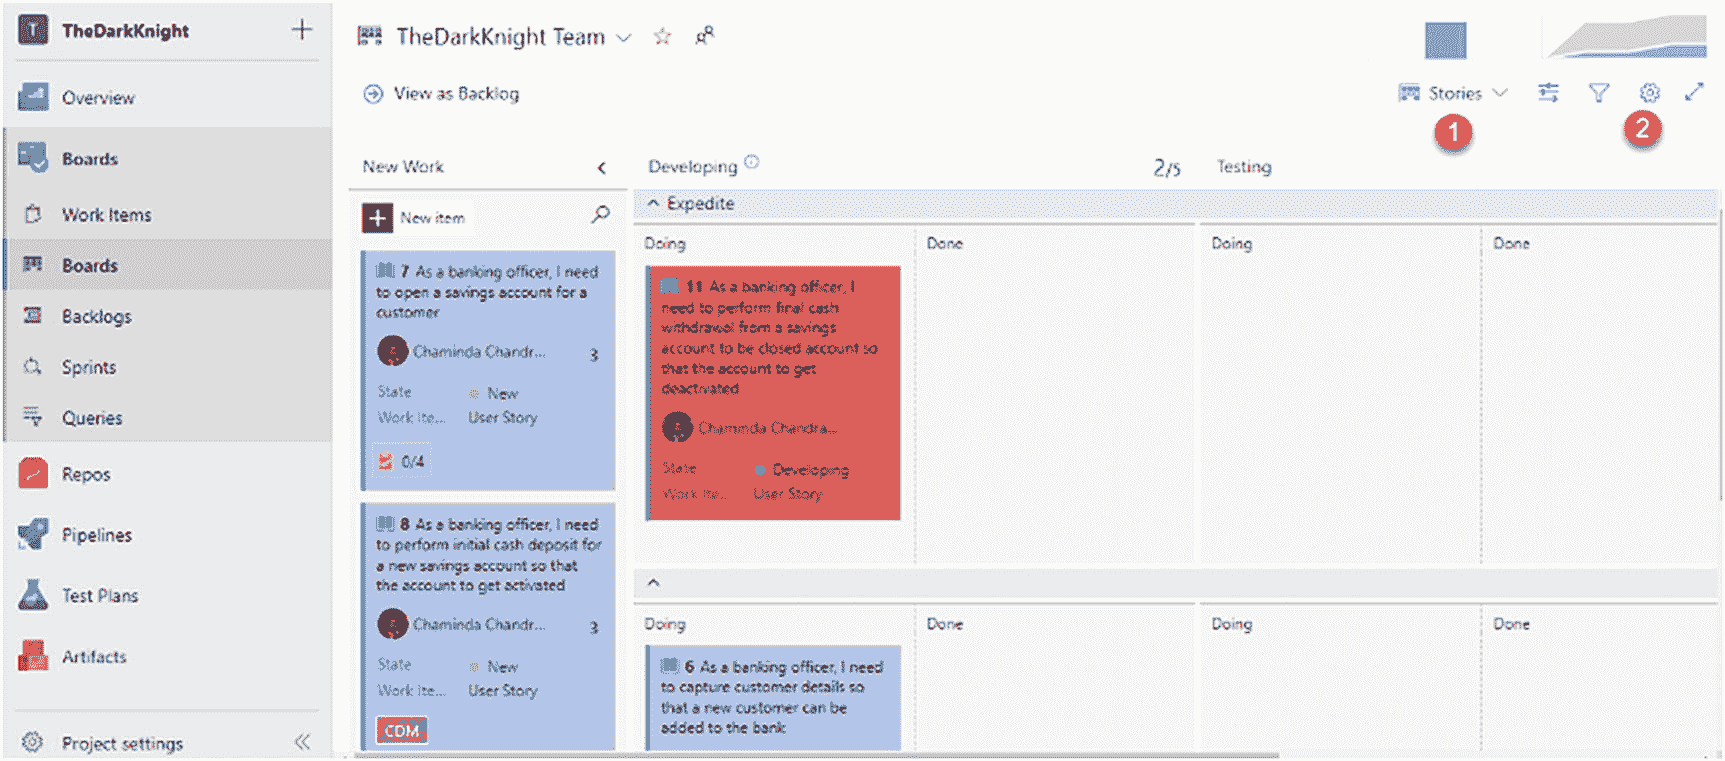 T TheDarkKnight
Overview
Boards
Work Items
Boards
Backlogs
Sprints
Queries
Repos
Pipelines
Test Plans
Artifacts
Project settings
TheDarkKnight Team
View as Backlog
Stories
1
2
New Work
Developing
2/5
Testing
New item
Expedite
Doing
Done
Doing
Done
7 As a banking officer, I need
to open a savings account for a
customer
Chaminda Chandr...
3
State New
Work Ite... User Story
0/4
8 As a banking officer, I need
to perform initial cash deposit for
a new savings account so that
the account to get activated
Chaminda Chandr...
3
State New
Work Ite... User Story
CDM
11 As a banking officer, I
need to perform final cash
withdrawal from a savings
account to be closed account so
that the account to get
deactivated
Chaminda Chandra...
State Developing
Work Ite... User Story
Doing
Done
Doing
Done
6 As a banking officer, I need
to capture customer details so
that a new customer can be
added to the bank